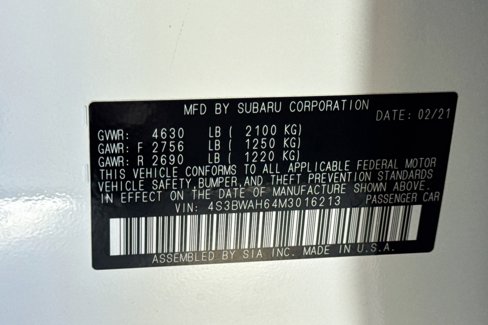 MFD BY SUBARU CORPORATION
DATE: 02/21
GVWR: 4630 LB ( 2100 KG)
GAWR: F 2756 LB ( 1250 KG)
GAWR: R 2690 LB ( 1220 KG)
THIS VEHICLE CONFORMS TO ALL APPLICABLE FEDERAL MOTOR
VEHICLE SAFETY, BUMPER, AND THEFT PREVENTION STANDARDS
IN EFFECT ON THE DATE OF MANUFACTURE SHOWN ABOVE.
VIN: 4S3BWAH64M3016213 PASSENGER CAR
ASSEMBLED BY SIA INC. MADE IN U.S.A.